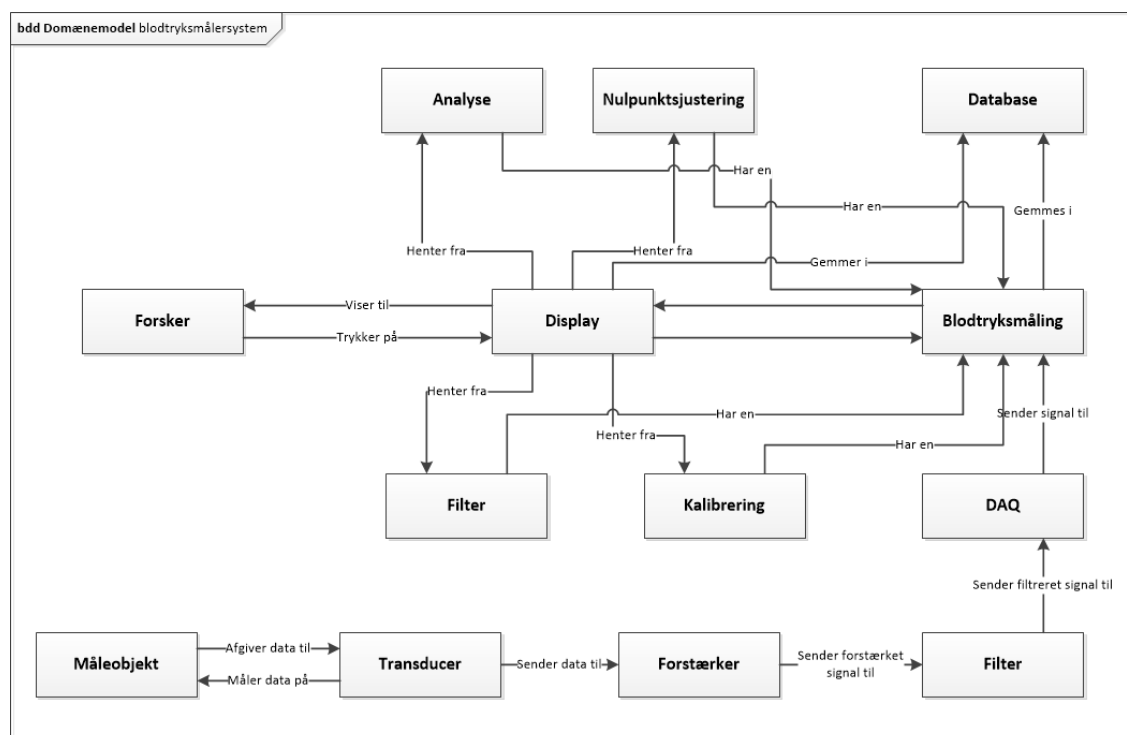 bdd Domænemodel blodtryksmålersystem
Analyse
Nulpunktsjustering
Database
Har en
Har en
Gemmes i
Henter fra
Henter fra
Gemmer i
Forsker
Viser til
Trykker på
Display
Blodtryksmåling
Henter fra
Har en
Sender signal til
Henter fra
Har en
Filter
Kalibrering
DAQ
Sender filtreret signal til
Måleobjekt
Afgiver data til
Måler data på
Transducer
Sender data til
Forstærker
Sender forstærket
signal til
Filter